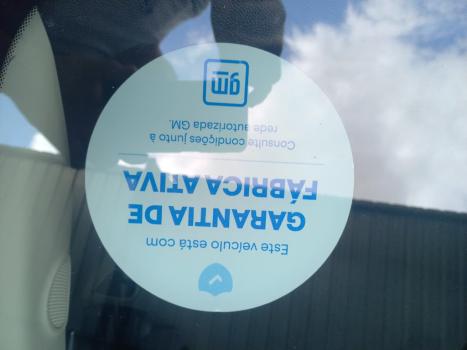 Este veículo está com
GARANTIA DE
FÁBRICA ATIVA
Consulte condições junto à
rede autorizada GM.
gm